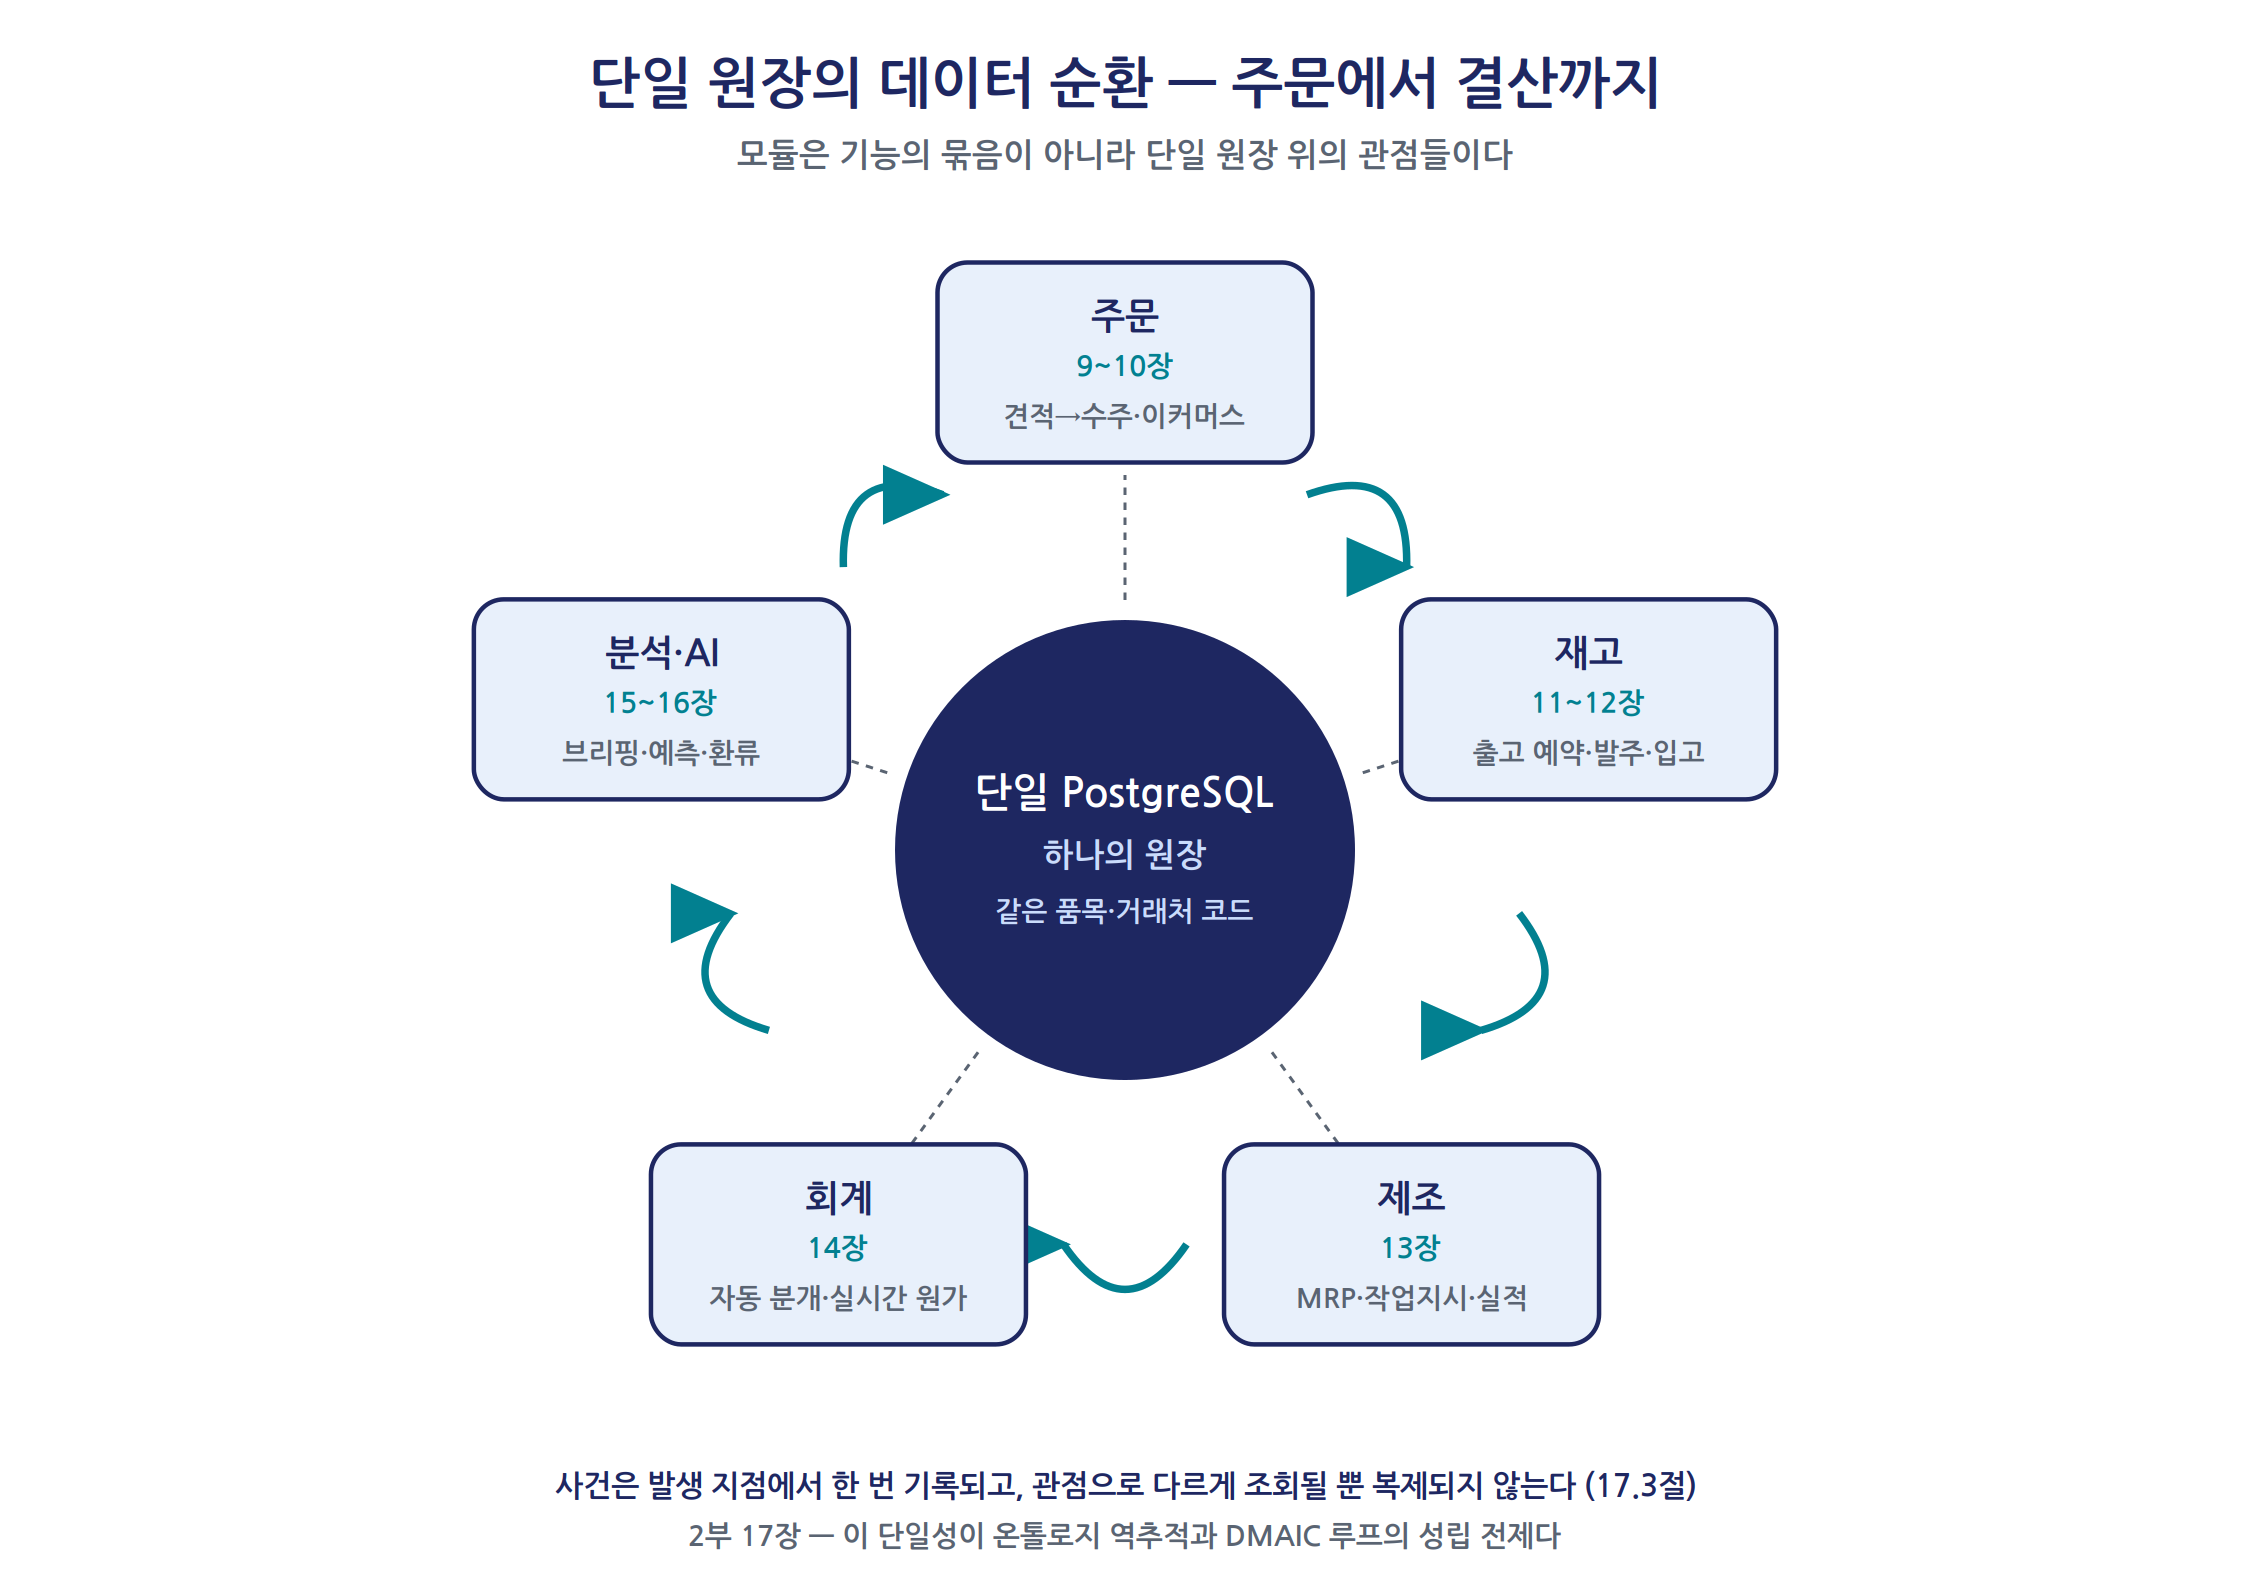 단일 원장의 데이터 순환 — 주문에서 결산까지
모듈은 기능의 묶음이 아니라 단일 원장 위의 관점들이다
주문
9~10장
견적→수주·이커머스
분석·AI
15~16장
브리핑·예측·환류
재고
11~12장
출고 예약·발주·입고
단일 PostgreSQL
하나의 원장
같은 품목·거래처 코드
회계
14장
자동 분개·실시간 원가
제조
13장
MRP·작업지시·실적
사건은 발생 지점에서 한 번 기록되고, 관점으로 다르게 조회될 뿐 복제되지 않는다 (17.3절)
2부 17장 — 이 단일성이 온톨로지 역추적과 DMAIC 루프의 성립 전제다